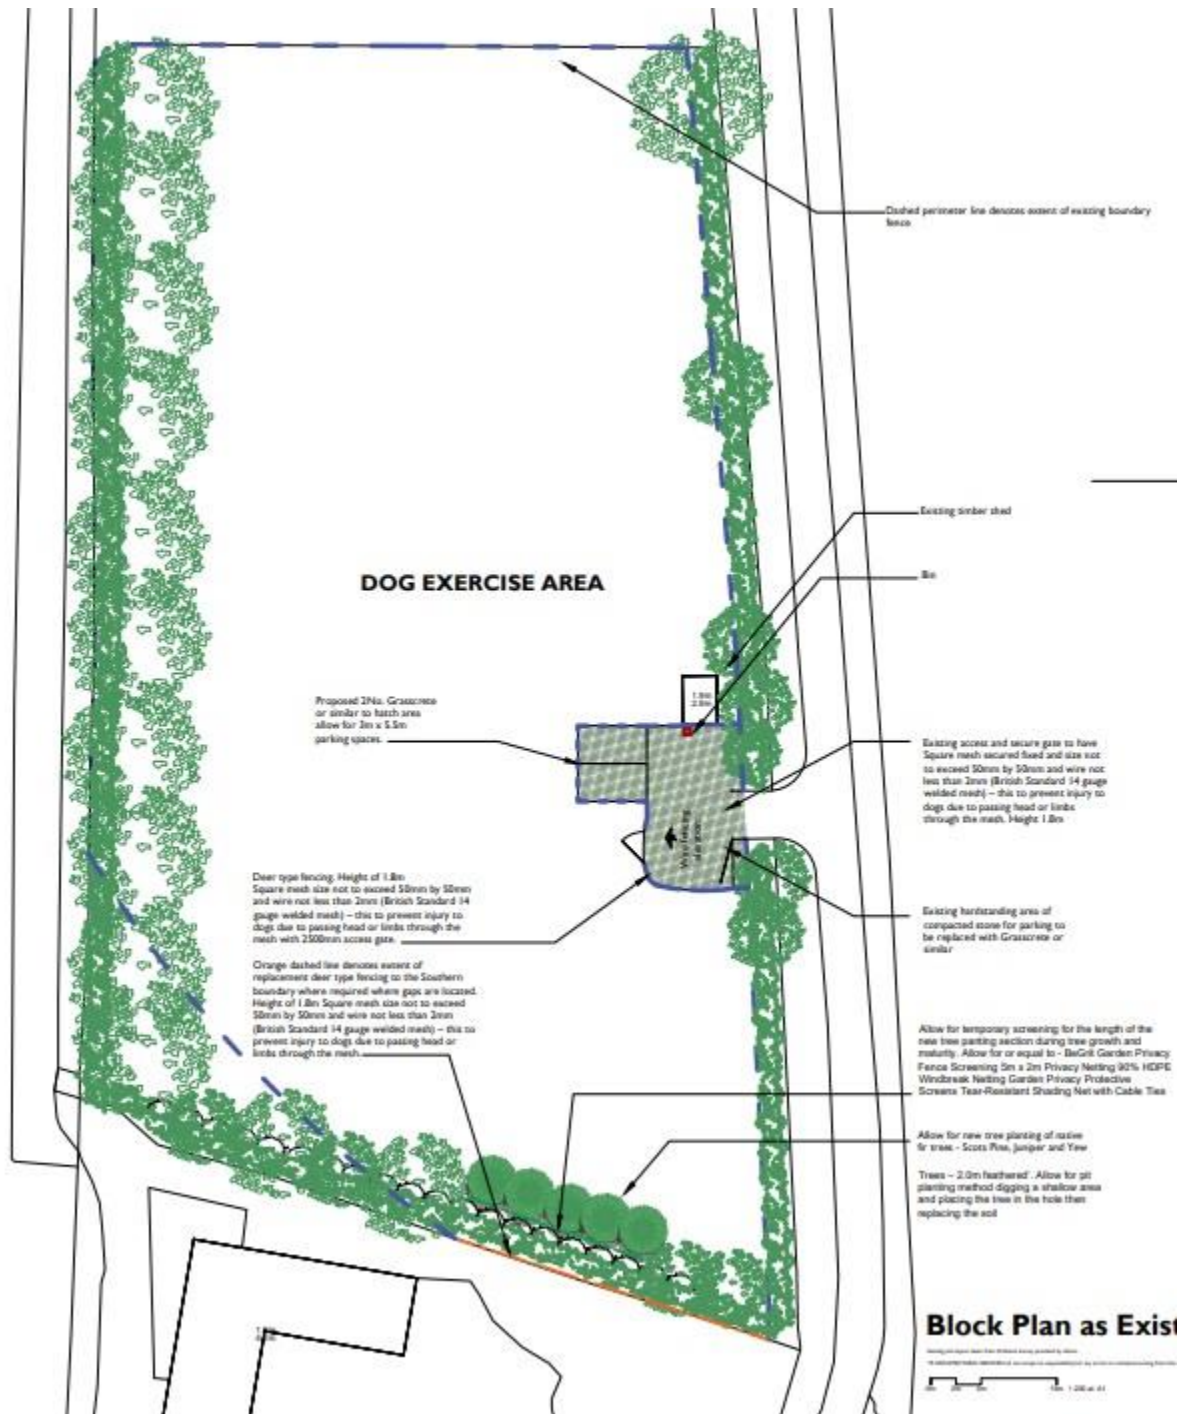 Dashed perimeter line denotes extent of existing boundary
fence
Existing timber shed
Bin
DOG EXERCISE AREA
Proposed 2No. Grasscrete
or similar to hatch area
allow for 3m x 5.5m
parking spaces.
Existing access and secure gate to have
Square mesh secured fixed and size not
to exceed 50mm by 50mm and wire not
less than 2mm (British Standard 14 gauge
welded mesh) – this to prevent injury to
dogs due to passing head or limbs
through the mesh. Height 1.8m
Deer type fencing. Height of 1.8m
Square mesh size not to exceed 50mm by 50mm
and wire not less than 2mm (British Standard 14
gauge welded mesh) – this to prevent injury to
dogs due to passing head or limbs through the
mesh with 2500mm access gate.
Existing hardstanding area of
compacted stone for parking to
be replaced with Grasscrete or
similar
Orange dashed line denotes extent of
replacement deer type fencing to the Southern
boundary where required where gaps are located.
Height of 1.8m Square mesh size not to exceed
50mm by 50mm and wire not less than 2mm
(British Standard 14 gauge welded mesh) – this to
prevent injury to dogs due to passing head or
limbs through the mesh.
Allow for temporary screening for the length of the
new tree panting section during tree growth and
maturity. Allow for or equal to - BeGrit Garden Privacy
Fence Screening 5m x 2m Privacy Netting 90% HDPE
Windbreak Netting Garden Privacy Protective
Screens Tear-Resistant Shading Net with Cable Ties
Allow for new tree planting of native
fir trees - Scots Pine, Juniper and Yew
Trees – 2.0m feathered'. Allow for pit
planting method digging a shallow area
and placing the tree in the hole then
replacing the soil
Block Plan as Exist